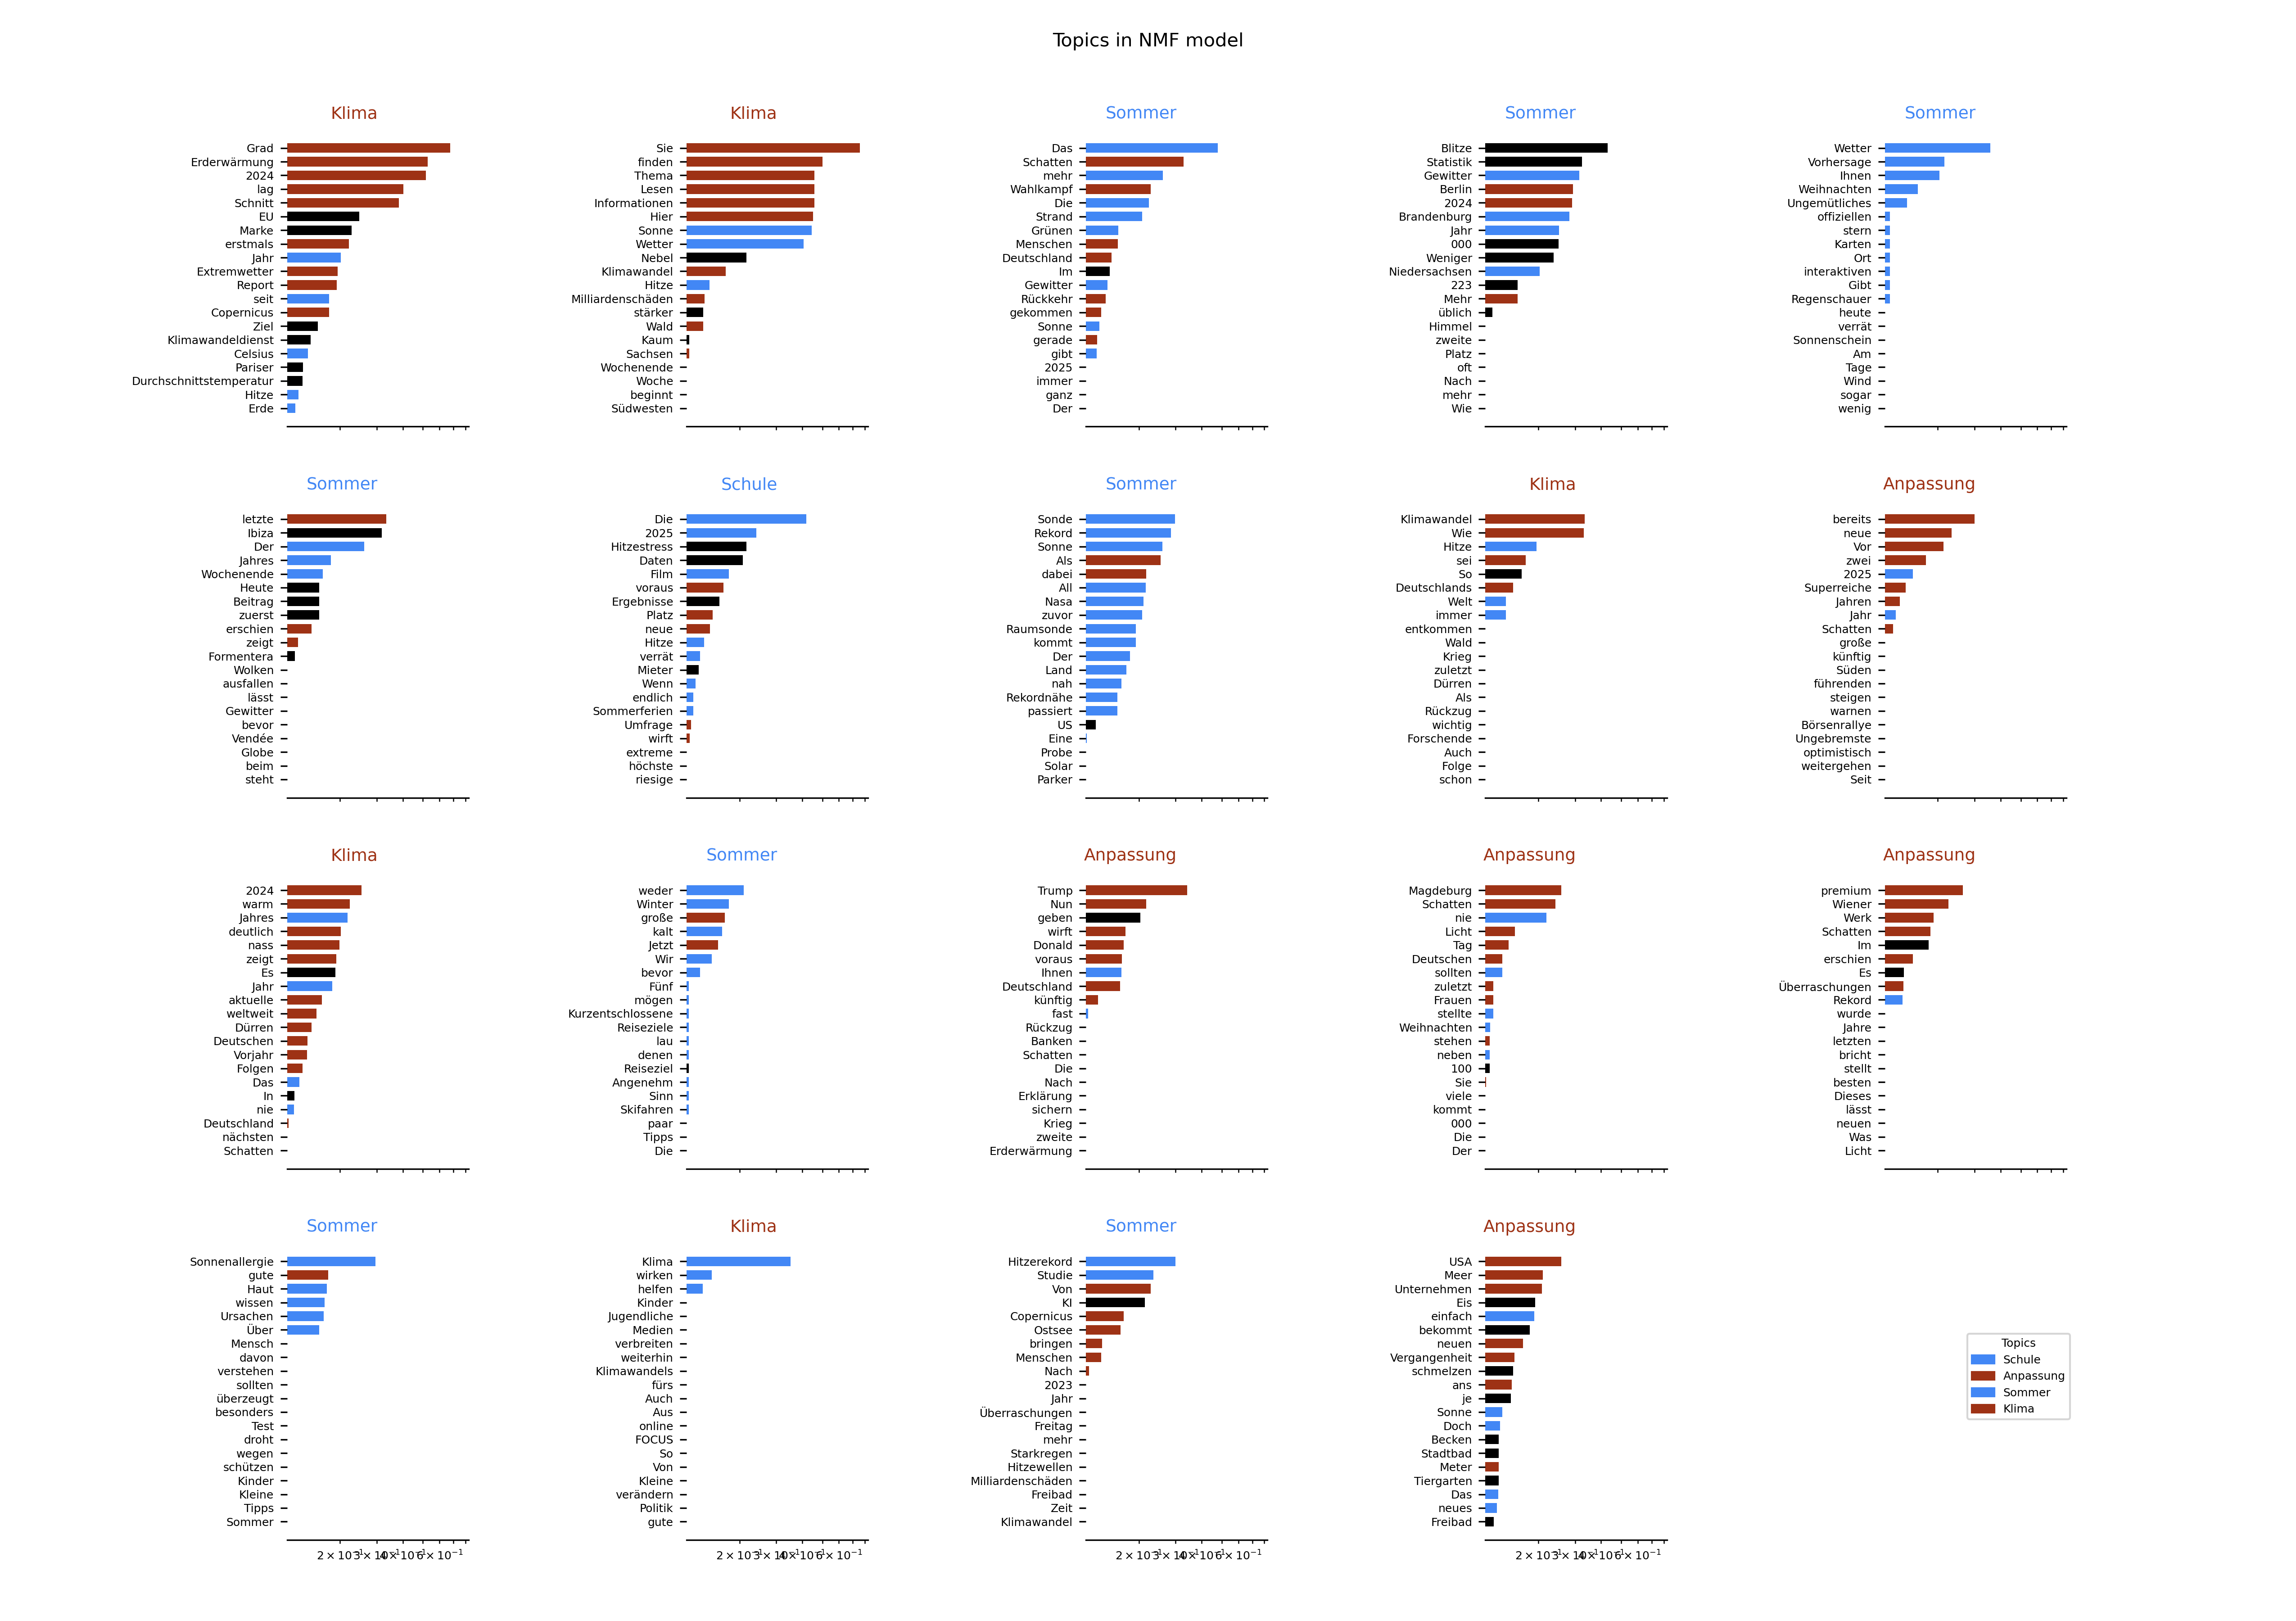 Topics in NMF model
Klima
Grad
Erderwärmung
2024
lag
Schnitt
EU
Marke
erstmals
Jahr
Extremwetter
Report
seit
Copernicus
Ziel
Klimawandeldienst
Celsius
Pariser
Durchschnittstemperatur
Hitze
Erde
Klima
Sie
finden
Thema
Lesen
Informationen
Hier
Sonne
Wetter
Nebel
Klimawandel
Hitze
Milliardenschäden
stärker
Wald
Kaum
Sachsen
Wochenende
Woche
beginnt
Südwesten
Sommer
Das
Schatten
mehr
Wahlkampf
Die
Strand
Grünen
Menschen
Deutschland
Im
Gewitter
Rückkehr
gekommen
Sonne
gerade
gibt
2025
immer
ganz
Der
Sommer
Blitze
Statistik
Gewitter
Berlin
2024
Brandenburg
Jahr
000
Weniger
Niedersachsen
223
Mehr
üblich
Himmel
zweite
Platz
oft
Nach
mehr
Wie
Sommer
Wetter
Vorhersage
Ihnen
Weihnachten
Ungemütliches
offiziellen
stern
Karten
Ort
interaktiven
Gibt
Regenschauer
heute
verrät
Sonnenschein
Am
Tage
Wind
sogar
wenig
Sommer
letzte
Ibiza
Der
Jahres
Wochenende
Heute
Beitrag
zuerst
erschien
zeigt
Formentera
Wolken
ausfallen
lässt
Gewitter
bevor
Vendée
Globe
beim
steht
Schule
Die
2025
Hitzestress
Daten
Film
voraus
Ergebnisse
Platz
neue
Hitze
verrät
Mieter
Wenn
endlich
Sommerferien
Umfrage
wirft
extreme
höchste
riesige
Sommer
Sonde
Rekord
Sonne
Als
dabei
All
Nasa
zuvor
Raumsonde
kommt
Der
Land
nah
Rekordnähe
passiert
US
Eine
Probe
Solar
Parker
Klima
Klimawandel
Wie
Hitze
sei
So
Deutschlands
Welt
immer
entkommen
Wald
Krieg
zuletzt
Dürren
Als
Rückzug
wichtig
Forschende
Auch
Folge
schon
Anpassung
bereits
neue
Vor
zwei
2025
Superreiche
Jahren
Jahr
Schatten
große
künftig
Süden
führenden
steigen
warnen
Börsenrallye
Ungebremste
optimistisch
weitergehen
Seit
Klima
2024
warm
Jahres
deutlich
nass
zeigt
Es
Jahr
aktuelle
weltweit
Dürren
Deutschen
Vorjahr
Folgen
Das
In
nie
Deutschland
nächsten
Schatten
Sommer
weder
Winter
große
kalt
Jetzt
Wir
bevor
Fünf
mögen
Kurzentschlossene
Reiseziele
lau
denen
Reiseziel
Angenehm
Sinn
Skifahren
paar
Tipps
Die
Anpassung
Trump
Nun
geben
wirft
Donald
voraus
Ihnen
Deutschland
künftig
fast
Rückzug
Banken
Schatten
Die
Nach
Erklärung
sichern
Krieg
zweite
Erderwärmung
Anpassung
Magdeburg
Schatten
nie
Licht
Tag
Deutschen
sollten
zuletzt
Frauen
stellte
Weihnachten
stehen
neben
100
Sie
viele
kommt
000
Die
Der
Anpassung
premium
Wiener
Werk
Schatten
Im
erschien
Es
Überraschungen
Rekord
wurde
Jahre
letzten
bricht
stellt
besten
Dieses
lässt
neuen
Was
Licht
Sommer
Sonnenallergie
gute
Haut
wissen
Ursachen
Über
Mensch
davon
verstehen
sollten
überzeugt
besonders
Test
droht
wegen
schützen
Kinder
Kleine
Tipps
Sommer
Klima
Klima
wirken
helfen
Kinder
Jugendliche
Medien
verbreiten
weiterhin
Klimawandels
fürs
Auch
Aus
online
FOCUS
So
Von
Kleine
verändern
Politik
gute
Sommer
Hitzerekord
Studie
Von
KI
Copernicus
Ostsee
bringen
Menschen
Nach
2023
Jahr
Überraschungen
Freitag
mehr
Starkregen
Hitzewellen
Milliardenschäden
Freibad
Zeit
Klimawandel
Anpassung
USA
Meer
Unternehmen
Eis
einfach
bekommt
neuen
Vergangenheit
schmelzen
ans
je
Sonne
Doch
Becken
Stadtbad
Meter
Tiergarten
Das
neues
Freibad
Topics
Schule
Anpassung
Sommer
Klima